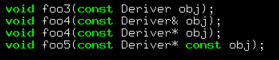 void foo3(const Deriver obj);
void foo4(const Deriver& obj);
void foo4(const Deriver* obj);
void foo5(const Deriver* const obj);